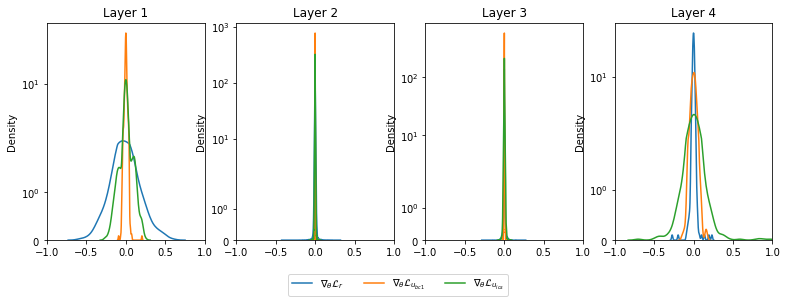 Layer 1 Layer 2 Layer 3 Layer 4
Density Density Density Density
10¹ 10⁰ 0
10³ 10² 10¹ 10⁰ 0
10² 10¹ 10⁰ 0
10¹ 10⁰ 0
−1.0 −0.5 0.0 0.5 1.0 −1.0 −0.5 0.0 0.5 1.0 −1.0 −0.5 0.0 0.5 1.0 −1.0 −0.5 0.0 0.5 1.0
∇θℒr ∇θℒu_bc1 ∇θℒu_ics